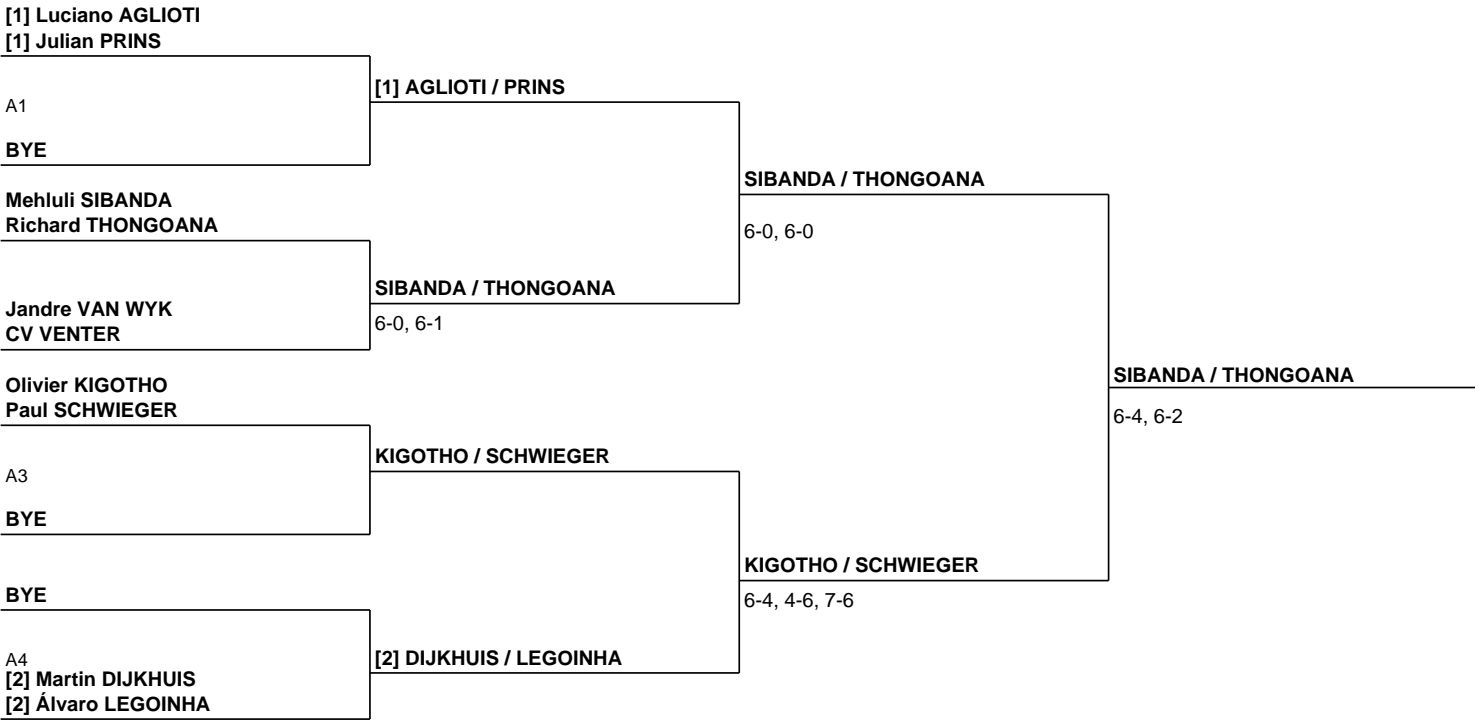 [1] Luciano AGLIOTI
[1] Julian PRINS
A1
BYE
[1] AGLIOTI / PRINS
Mehluli SIBANDA
Richard THONGOANA
Jandre VAN WYK
CV VENTER
SIBANDA / THONGOANA
6-0, 6-1
SIBANDA / THONGOANA
6-0, 6-0
Olivier KIGOTHO
Paul SCHWIEGER
A3
BYE
KIGOTHO / SCHWIEGER
BYE
A4
[2] Martin DIJKHUIS
[2] Álvaro LEGOINHA
[2] DIJKHUIS / LEGOINHA
KIGOTHO / SCHWIEGER
6-4, 4-6, 7-6
SIBANDA / THONGOANA
6-4, 6-2